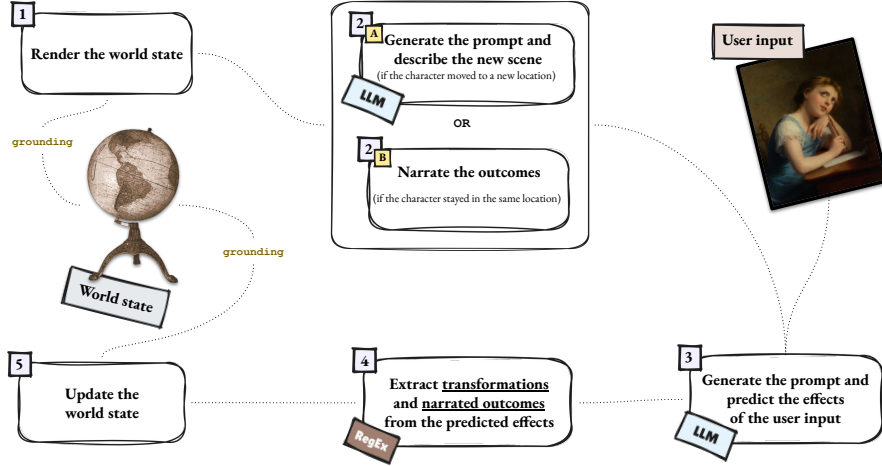 1
Render the world state
grounding
World state
grounding
2
A
Generate the prompt and
describe the new scene
(if the character moved to a new location)
LLM
OR
2
B
Narrate the outcomes
(if the character stayed in the same location)
User input
3
Generate the prompt and
predict the effects
of the user input
LLM
4
Extract transformations
and narrated outcomes
from the predicted effects
RegEx
5
Update the
world state